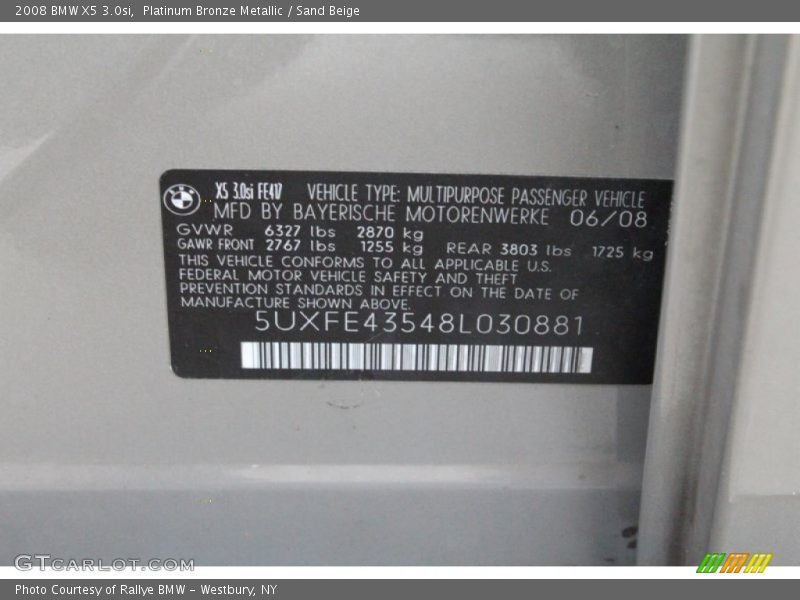 2008 BMW X5 3.0si, Platinum Bronze Metallic / Sand Beige
X5 3.0si FE417 VEHICLE TYPE: MULTIPURPOSE PASSENGER VEHICLE
MFD BY BAYERISCHE MOTORENWERKE 06/08
GVWR 6327 lbs 2870 kg
GAWR FRONT 2767 lbs 1255 kg REAR 3803 lbs 1725 kg
THIS VEHICLE CONFORMS TO ALL APPLICABLE U.S.
FEDERAL MOTOR VEHICLE SAFETY AND THEFT
PREVENTION STANDARDS IN EFFECT ON THE DATE OF
MANUFACTURE SHOWN ABOVE.
5UXFE43548L030881
GTCARLOT.COM
Photo Courtesy of Rallye BMW - Westbury, NY